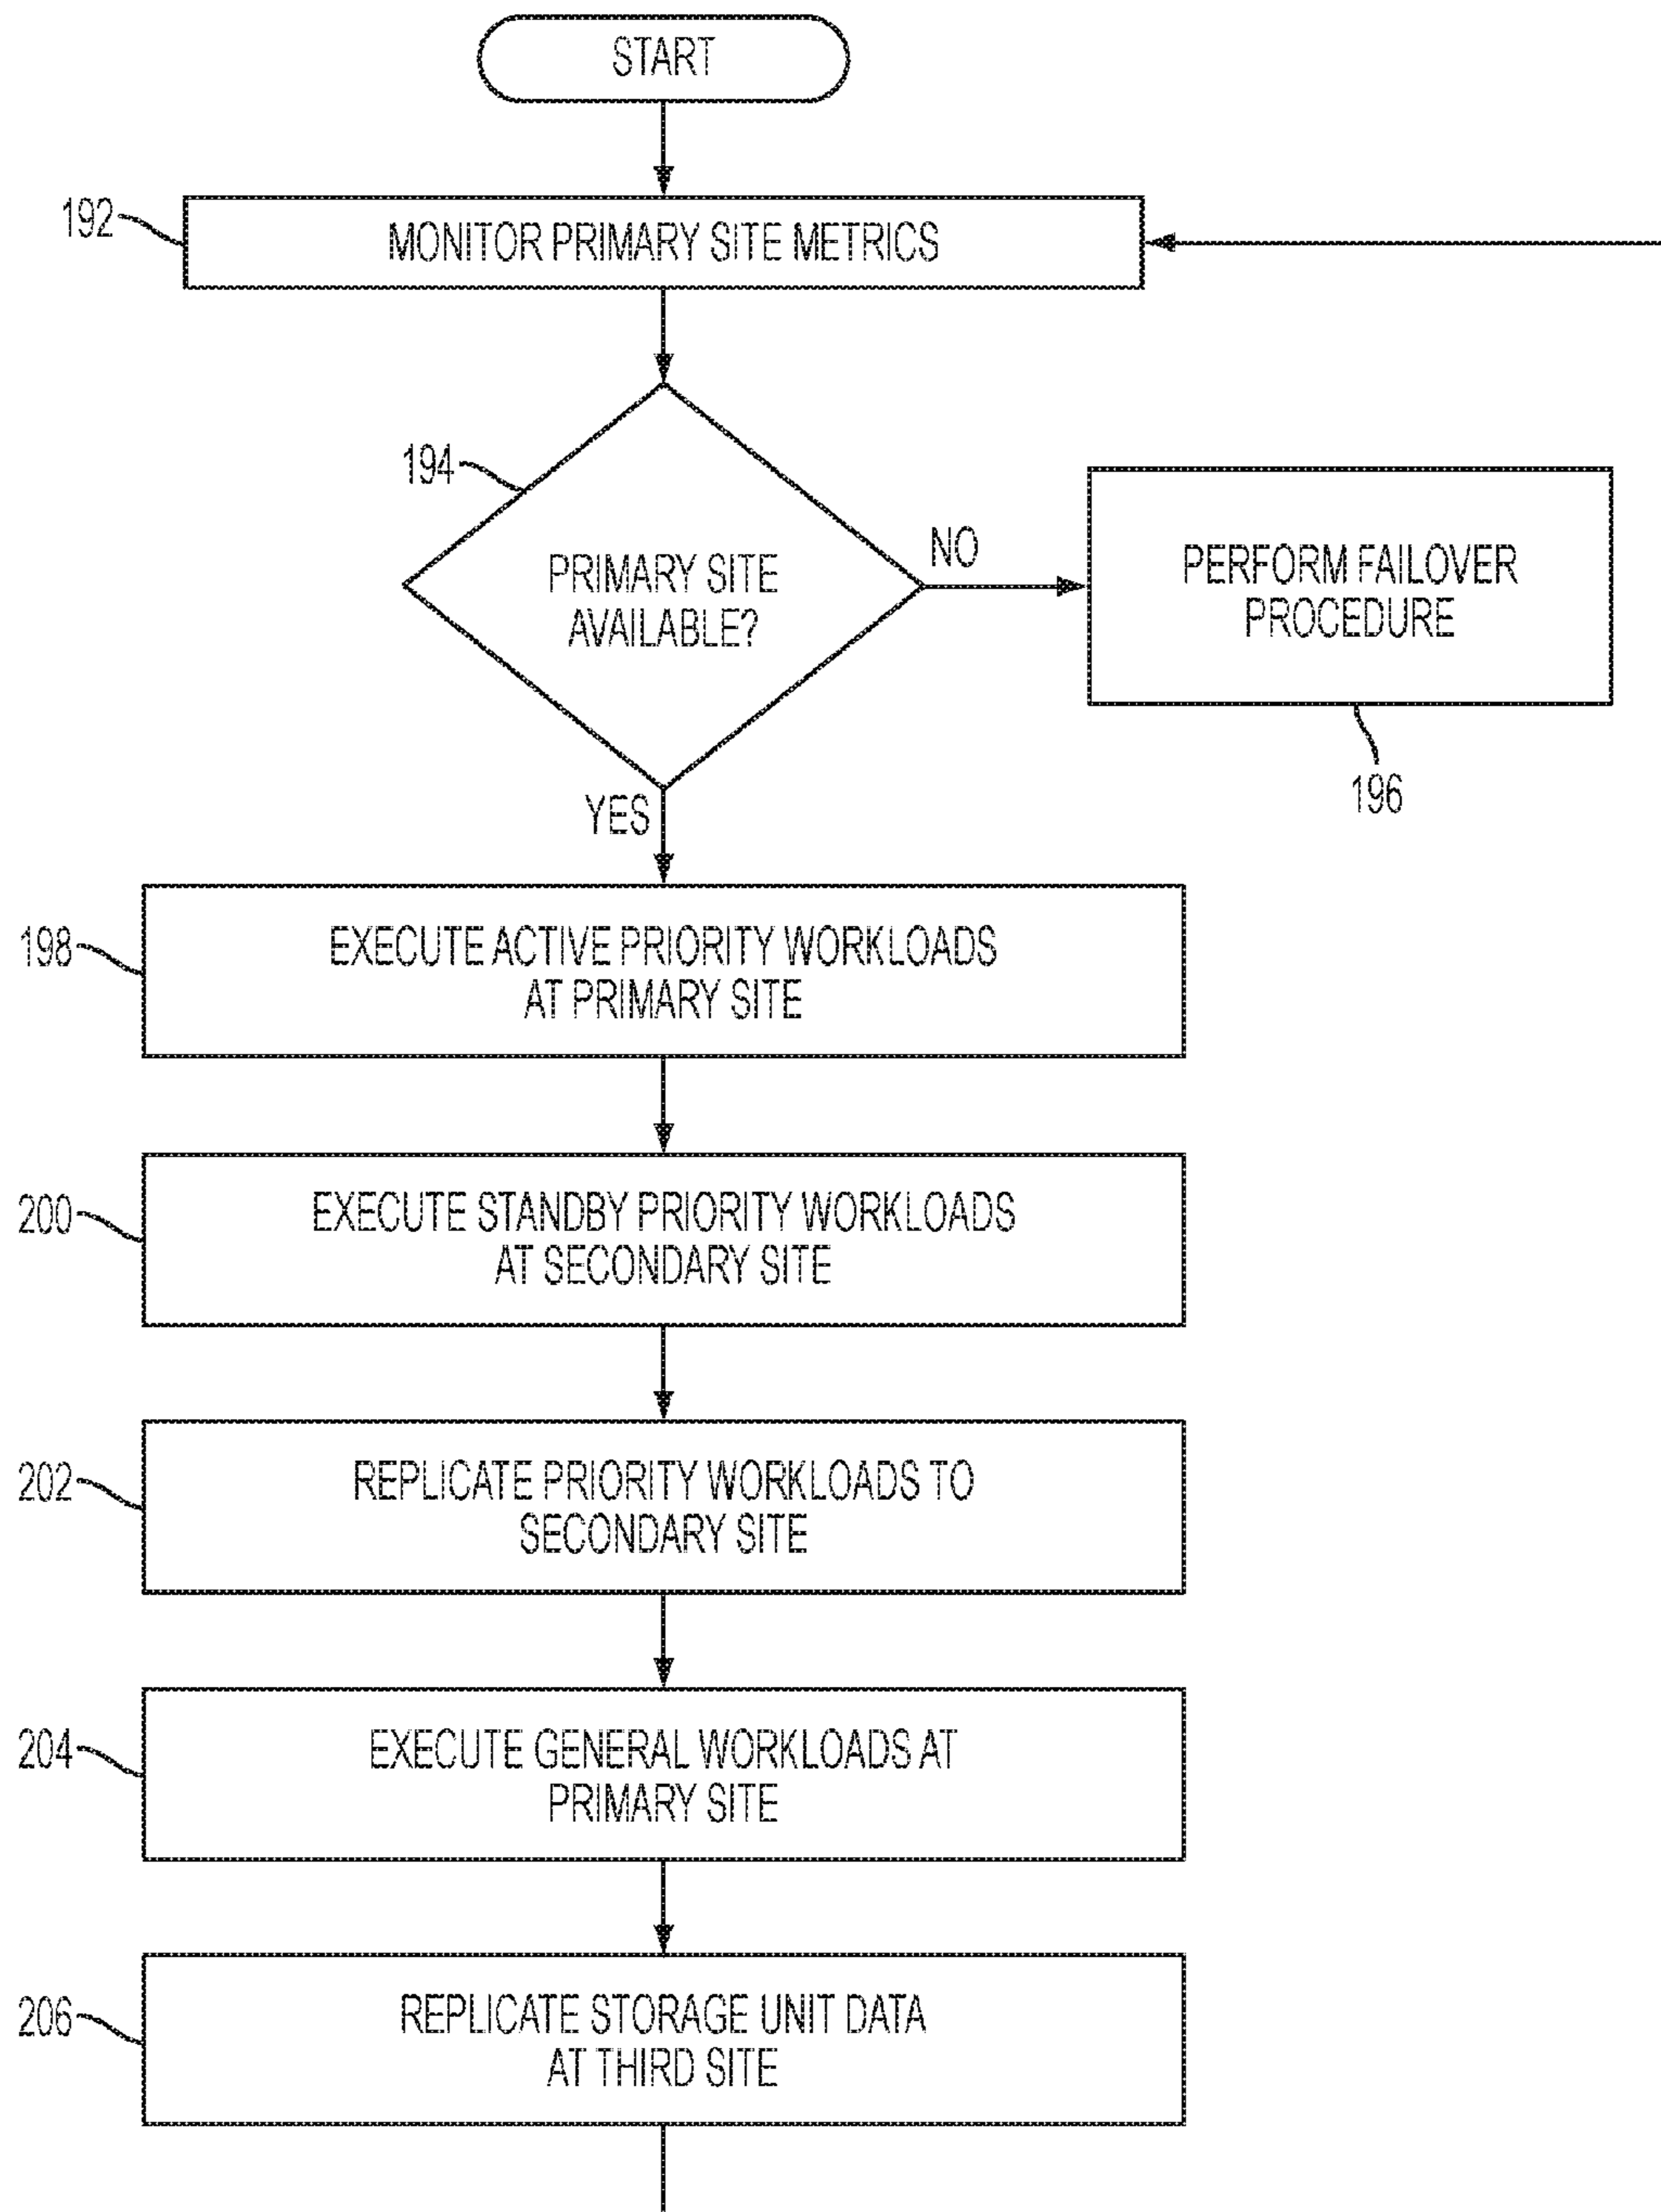 START
192
MONITOR PRIMARY SITE METRICS
194
PRIMARY SITE
AVAILABLE?
NO
PERFORM FAILOVER
PROCEDURE
196
YES
198
EXECUTE ACTIVE PRIORITY WORKLOADS
AT PRIMARY SITE
200
EXECUTE STANDBY PRIORITY WORKLOADS
AT SECONDARY SITE
202
REPLICATE PRIORITY WORKLOADS TO
SECONDARY SITE
204
EXECUTE GENERAL WORKLOADS AT
PRIMARY SITE
206
REPLICATE STORAGE UNIT DATA
AT THIRD SITE